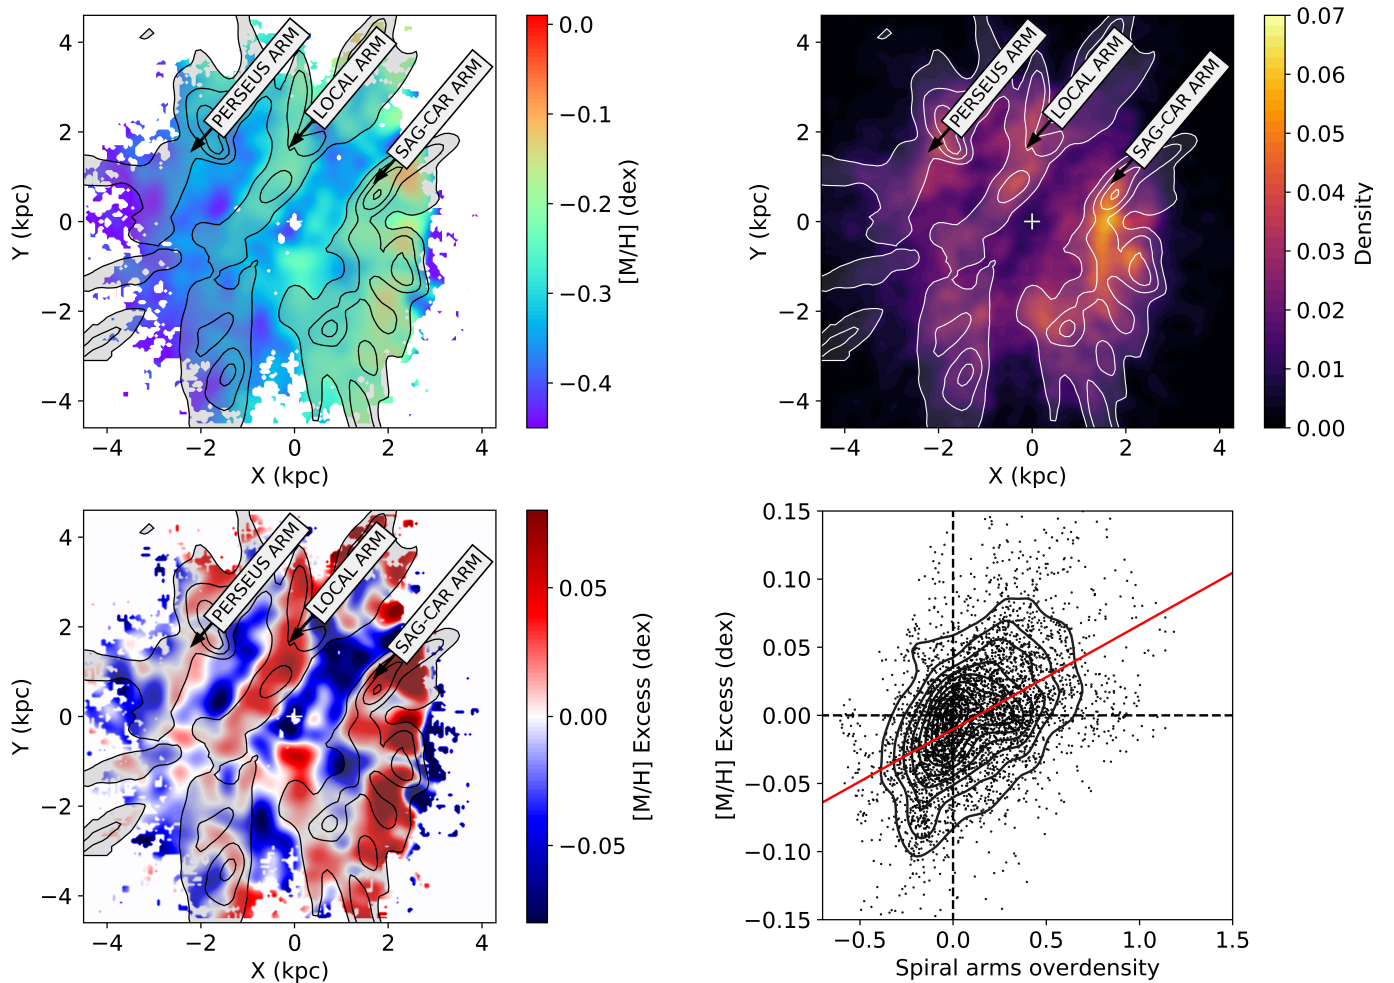 PERSEUS ARM
LOCAL ARM
SAG-CAR ARM
4
2
0
−2
−4
Y (kpc)
−4 −2 0 2 4
X (kpc)
0.0
−0.1
−0.2
−0.3
−0.4
[M/H] (dex)
PERSEUS ARM
LOCAL ARM
SAG-CAR ARM
4
2
0
−2
−4
Y (kpc)
−4 −2 0 2 4
X (kpc)
0.07
0.06
0.05
0.04
0.03
0.02
0.01
0.00
Density
PERSEUS ARM
LOCAL ARM
SAG-CAR ARM
4
2
0
−2
−4
Y (kpc)
−4 −2 0 2 4
X (kpc)
0.05
0.00
−0.05
[M/H] Excess (dex)
0.15
0.10
0.05
0.00
−0.05
−0.10
−0.15
[M/H] Excess (dex)
−0.5 0.0 0.5 1.0 1.5
Spiral arms overdensity